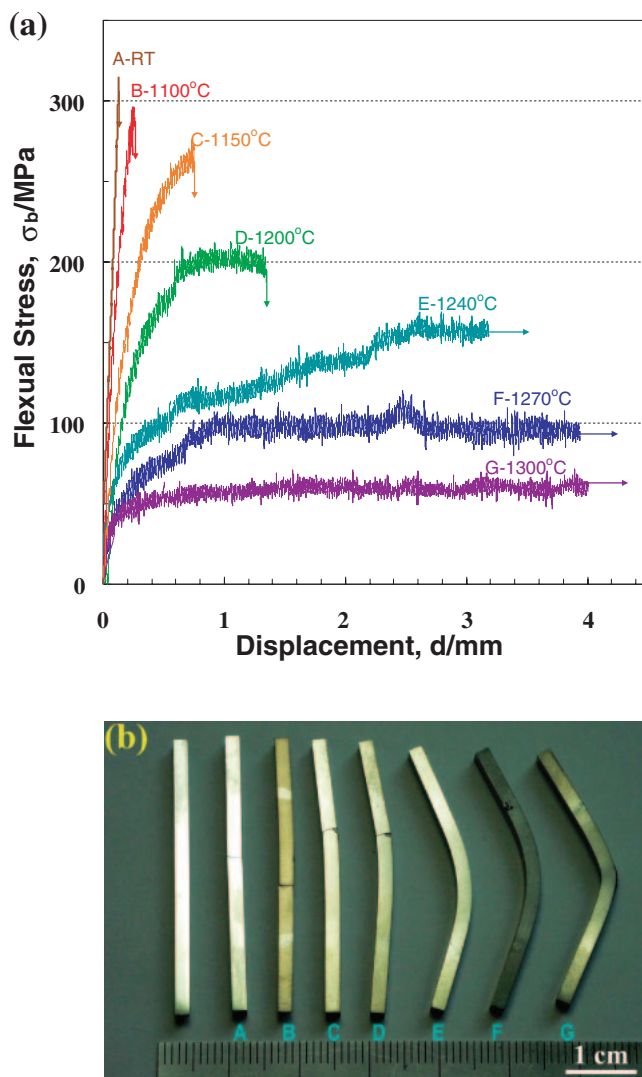 (a)
A-RT
B-1100°C
300
C-1150°C
D-1200°C
200
E-1240°C
F-1270°C
100
G-1300°C
0
0 1 2 3 4
Flexual Stress, σb/MPa
Displacement, d/mm
(b)
A B C D E F G
1 cm